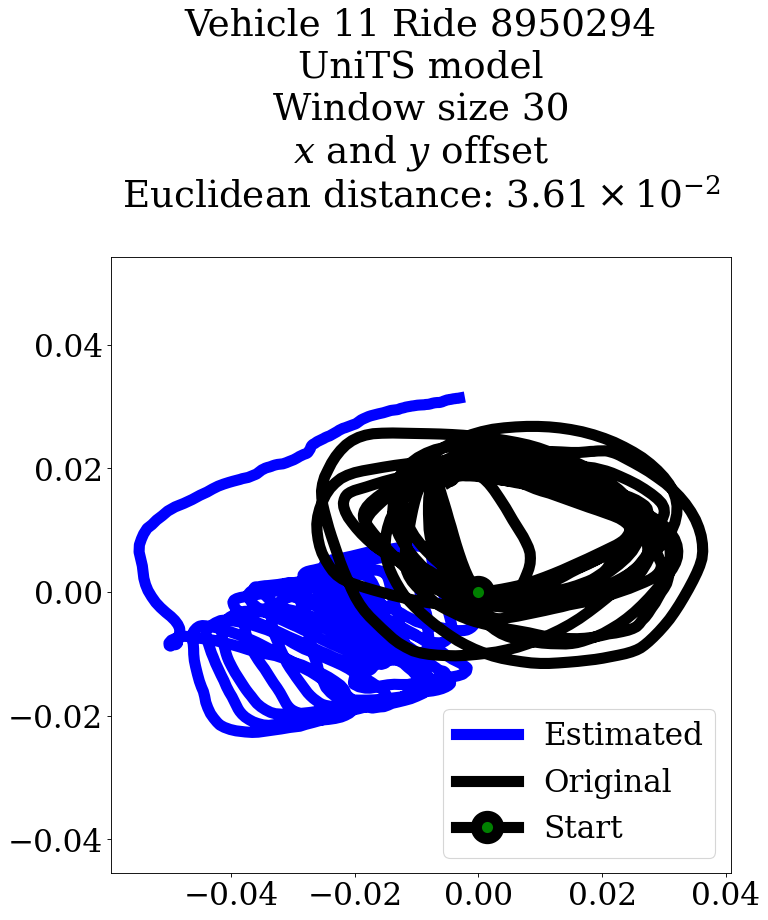 Vehicle 11 Ride 8950294
UniTS model
Window size 30
x and y offset
Euclidean distance: 3.61 × 10⁻²
0.04
0.02
0.00
−0.02
−0.04
Estimated
Original
Start
−0.04
−0.02
0.00
0.02
0.04